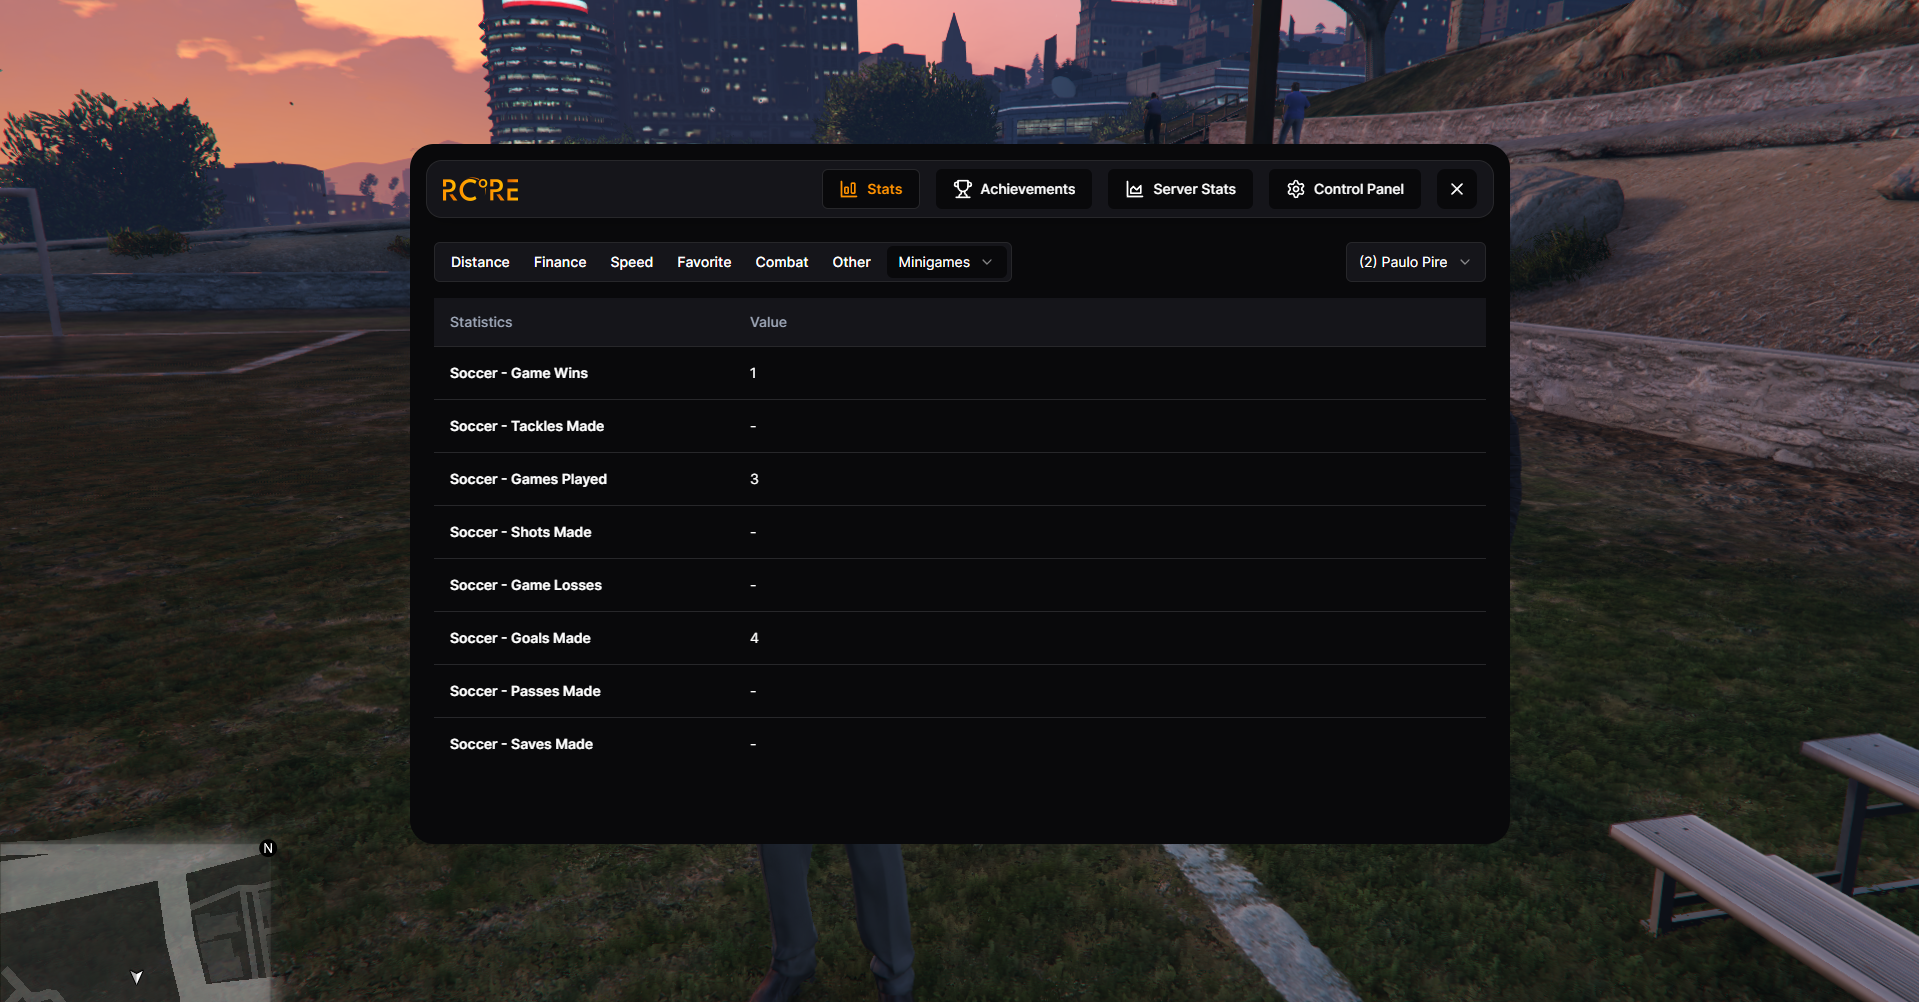 RCORE
Stats
Achievements
Server Stats
Control Panel
Distance
Finance
Speed
Favorite
Combat
Other
Minigames
(2) Paulo Pire
Statistics Value
Soccer - Game Wins 1
Soccer - Tackles Made -
Soccer - Games Played 3
Soccer - Shots Made -
Soccer - Game Losses -
Soccer - Goals Made 4
Soccer - Passes Made -
Soccer - Saves Made -
N